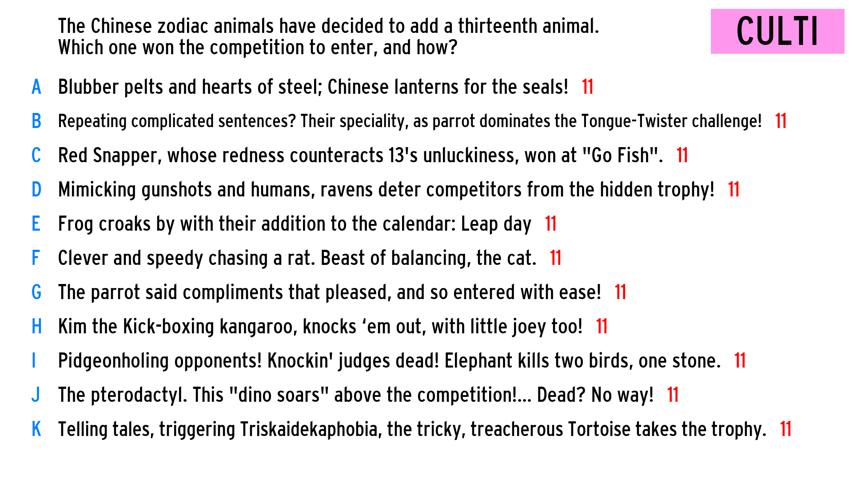 The Chinese zodiac animals have decided to add a thirteenth animal.
Which one won the competition to enter, and how?
CULTI
A Blubber pelts and hearts of steel; Chinese lanterns for the seals! 11
B Repeating complicated sentences? Their speciality, as parrot dominates the Tongue-Twister challenge! 11
C Red Snapper, whose redness counteracts 13's unluckiness, won at "Go Fish". 11
D Mimicking gunshots and humans, ravens deter competitors from the hidden trophy! 11
E Frog croaks by with their addition to the calendar: Leap day 11
F Clever and speedy chasing a rat. Beast of balancing, the cat. 11
G The parrot said compliments that pleased, and so entered with ease! 11
H Kim the Kick-boxing kangaroo, knocks ‘em out, with little joey too! 11
I Pidgeonholing opponents! Knockin' judges dead! Elephant kills two birds, one stone. 11
J The pterodactyl. This "dino soars" above the competition!... Dead? No way! 11
K Telling tales, triggering Triskaidekaphobia, the tricky, treacherous Tortoise takes the trophy. 11